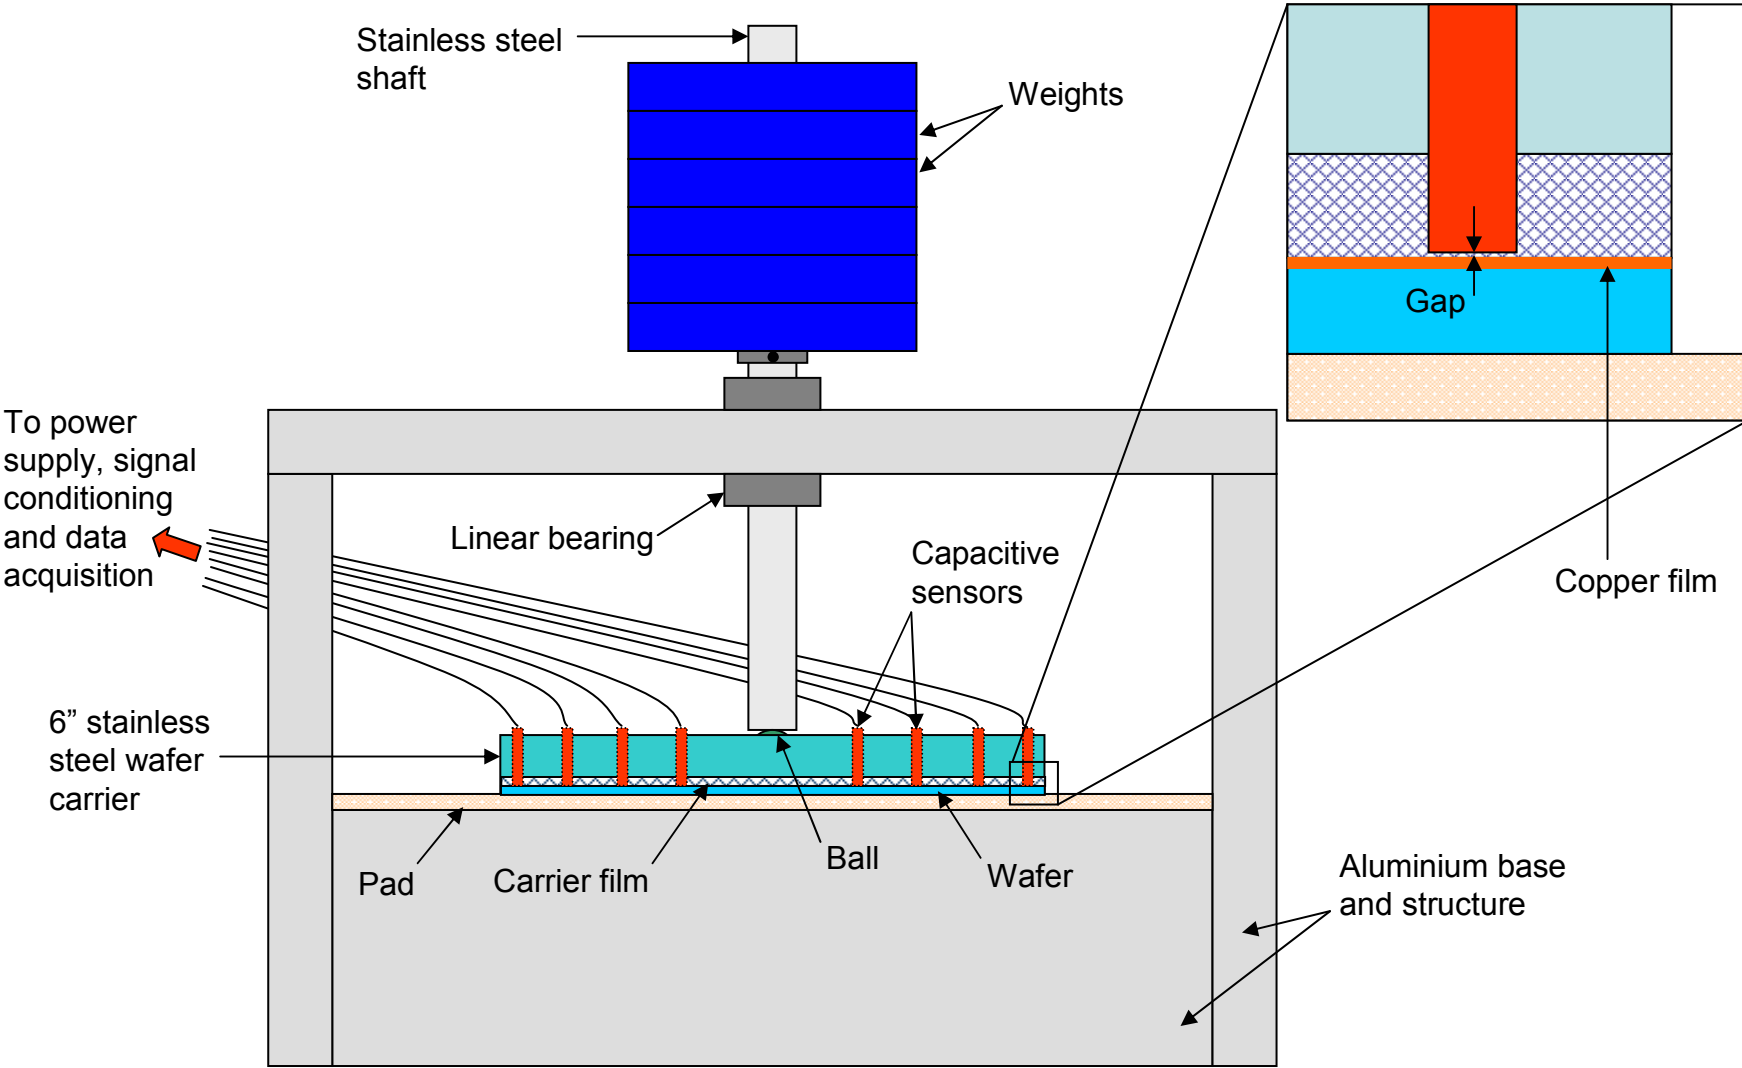 Stainless steel
shaft
Weights
Gap
To power
supply, signal
conditioning
and data
acquisition
Linear bearing
Capacitive
sensors
Copper film
6” stainless
steel wafer
carrier
Ball
Pad
Carrier film
Wafer
Aluminium base
and structure